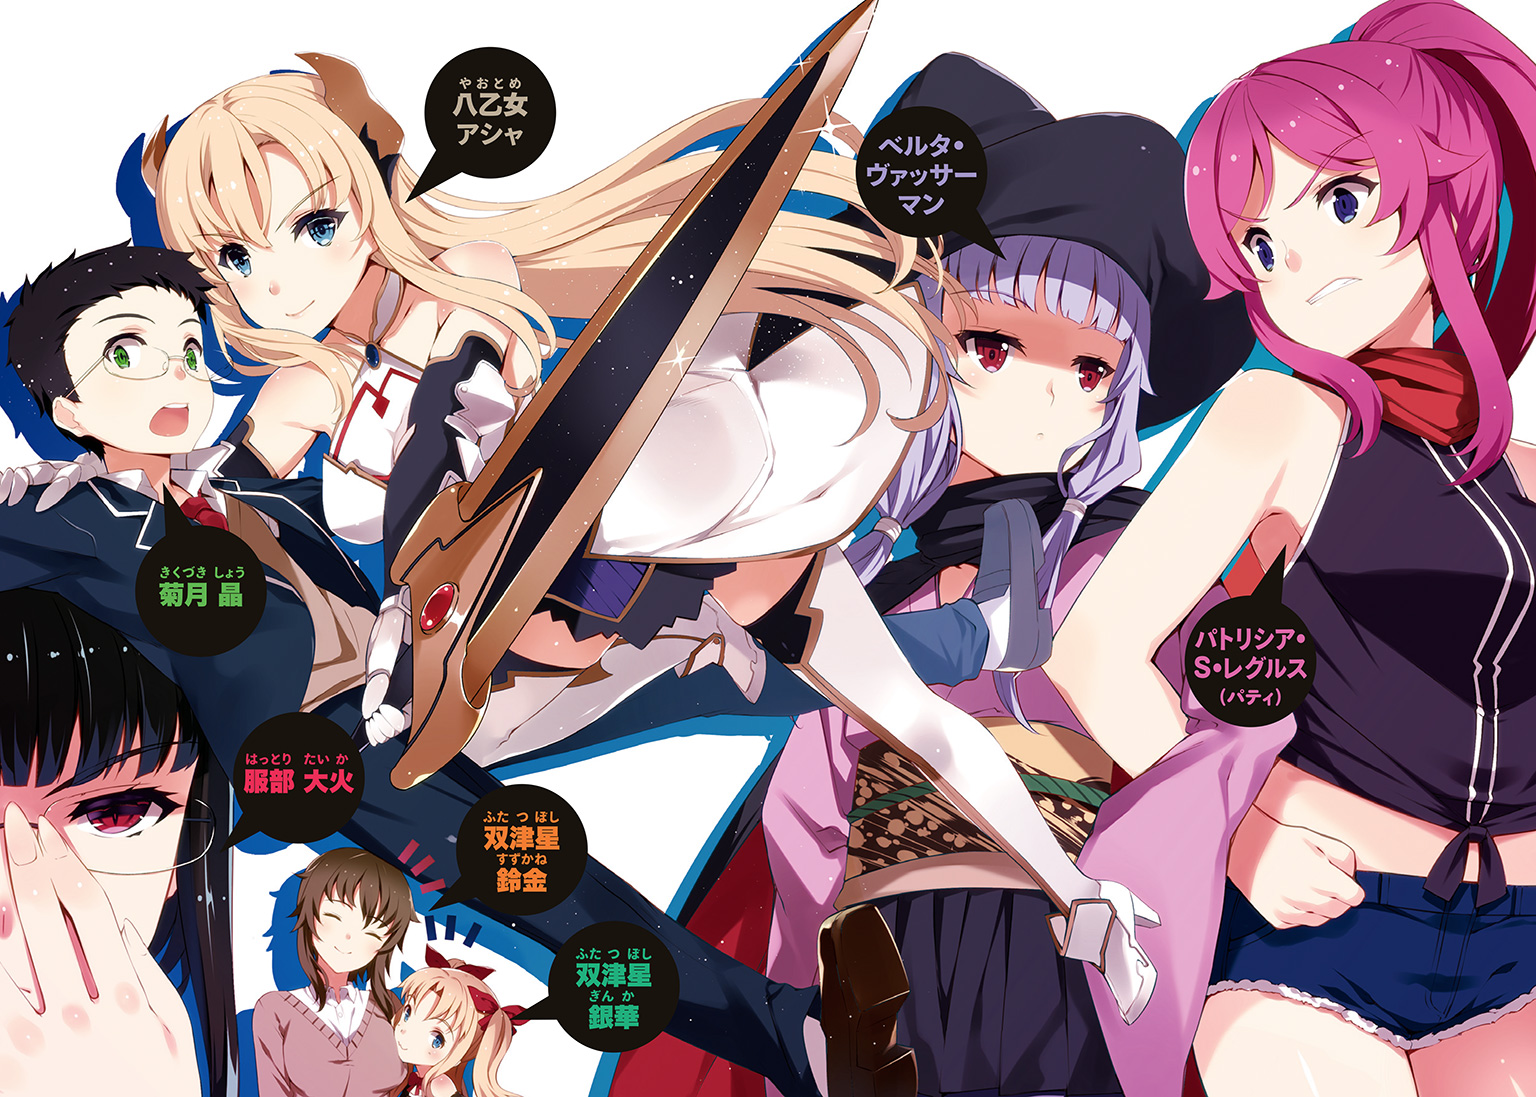 やおとめ
八乙女
アシャ
ベルタ・
ヴァッサー
マン
きくづき しょう
菊月 晶
パトリシア・
S・レグルス
(パティ)
はっとり たいか
服部 大火
ふたつぼし
双津星
すずかね
鈴金
ふたつぼし
双津星
ぎんか
銀華